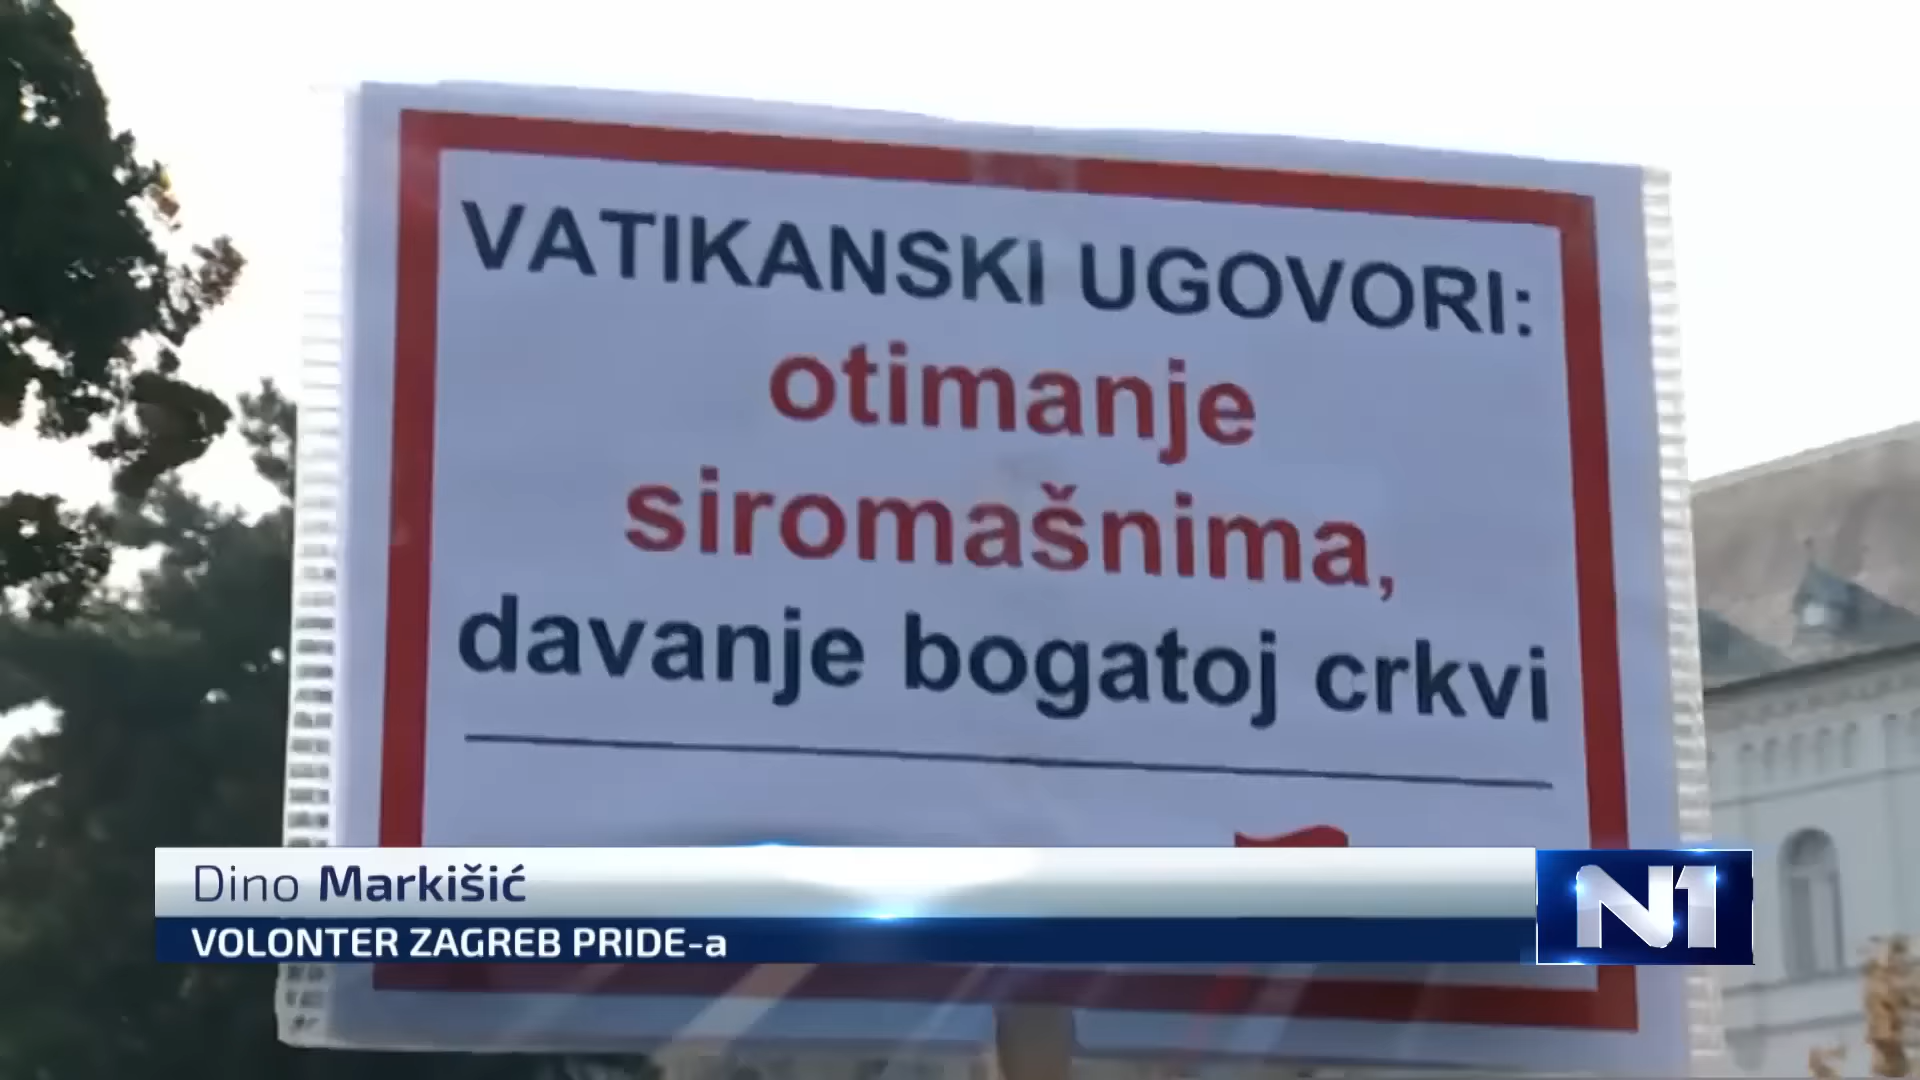 VATIKANSKI UGOVORI:
otimanje
siromašnima,
davanje bogatoj crkvi
Dino Markišić
VOLONTER ZAGREB PRIDE-a
N1